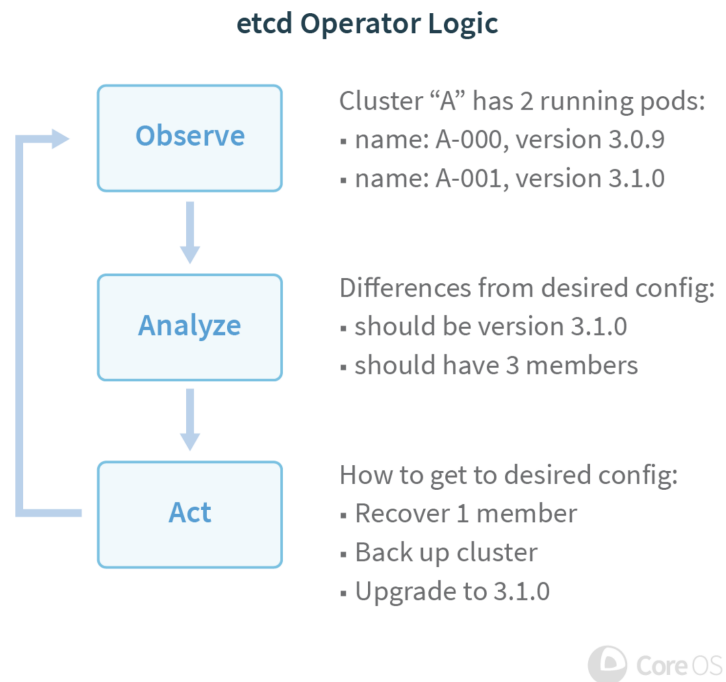 etcd Operator Logic
Observe
Cluster “A” has 2 running pods:
▪ name: A-000, version 3.0.9
▪ name: A-001, version 3.1.0
Analyze
Differences from desired config:
▪ should be version 3.1.0
▪ should have 3 members
Act
How to get to desired config:
▪ Recover 1 member
▪ Back up cluster
▪ Upgrade to 3.1.0
CoreOS